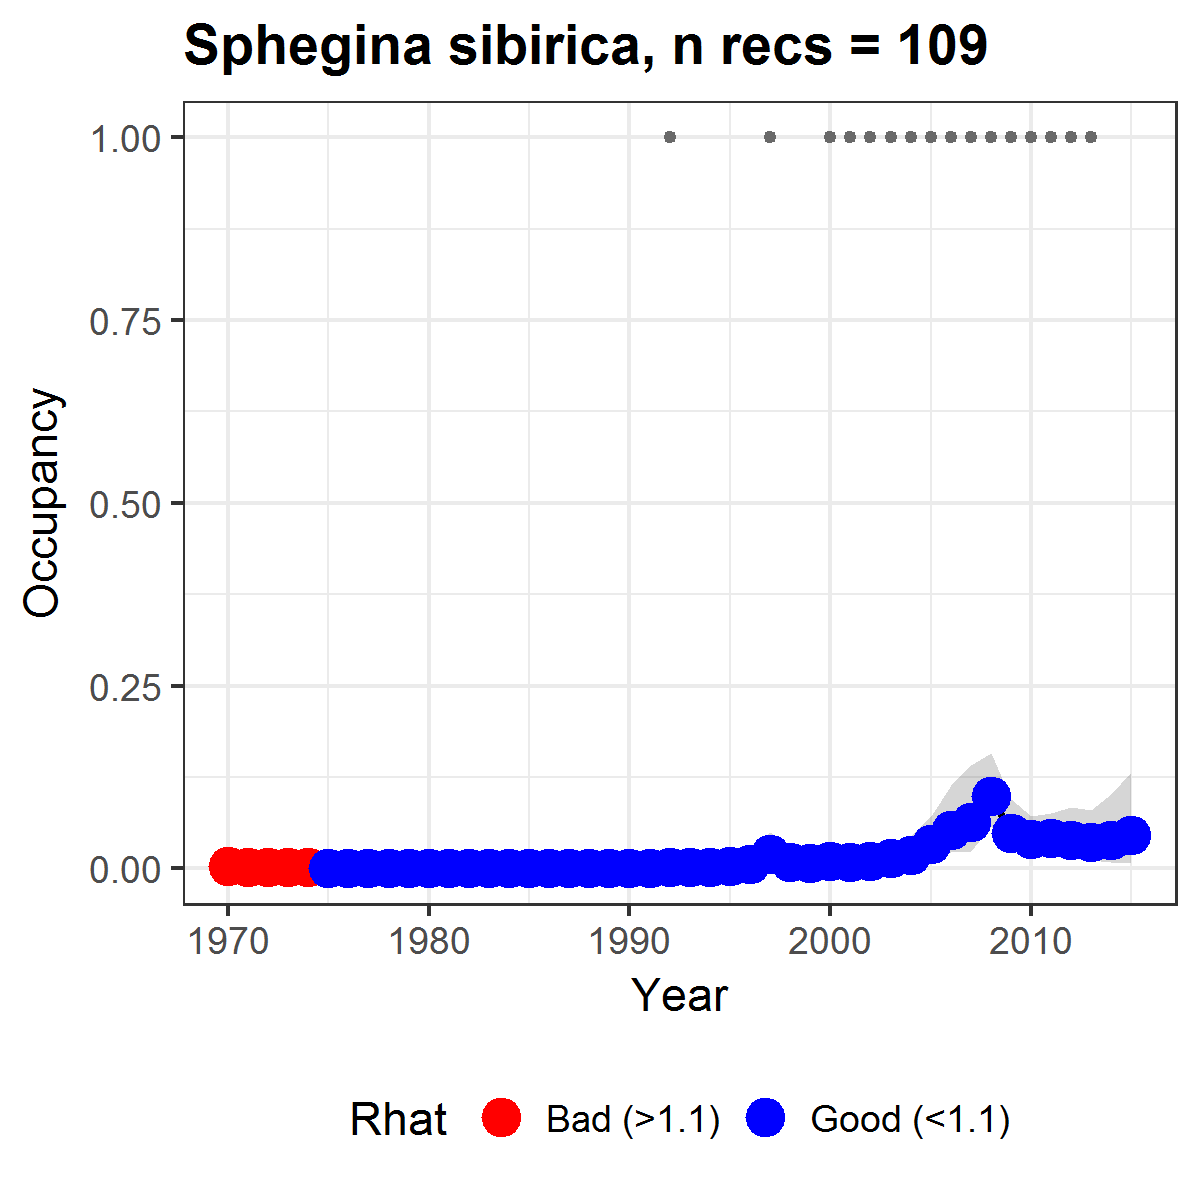 Sphegina sibirica, n recs = 109
Occupancy
1.00
0.75
0.50
0.25
0.00
1970 1980 1990 2000 2010
Year
Rhat Bad (>1.1) Good (<1.1)